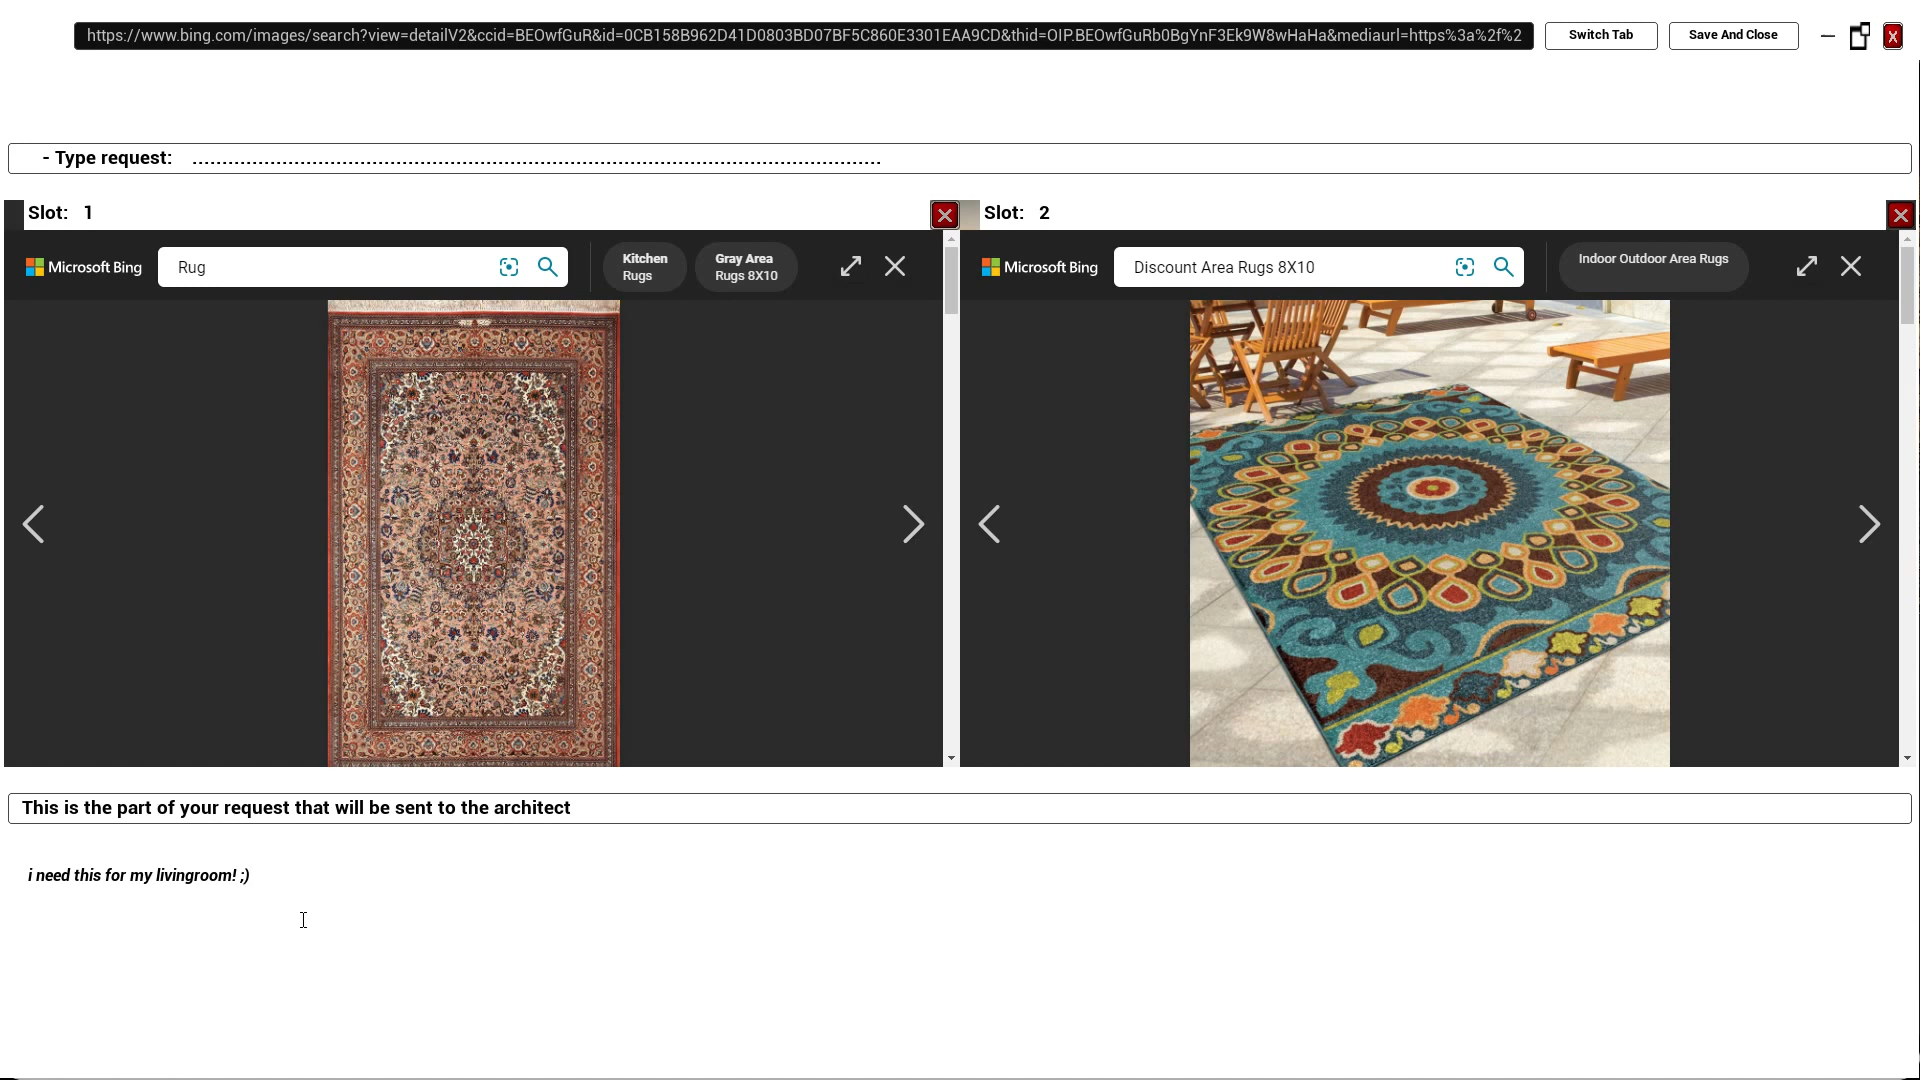 https://www.bing.com/images/search?view=detailV2&ccid=BEOwfGuR&id=0CB158B962D41D0803BD07BF5C860E3301EAA9CD&thid=OIP.BEOwfGuRb0BgYnF3Ek9W8wHaHa&mediaurl=https%3a%2f%2
Switch Tab
Save And Close
X
- Type request: ...................................................................................................................
Slot: 1
Slot: 2
Microsoft Bing
Rug
Kitchen
Rugs
Gray Area
Rugs 8X10
Microsoft Bing
Discount Area Rugs 8X10
Indoor Outdoor Area Rugs
This is the part of your request that will be sent to the architect
i need this for my livingroom! ;)